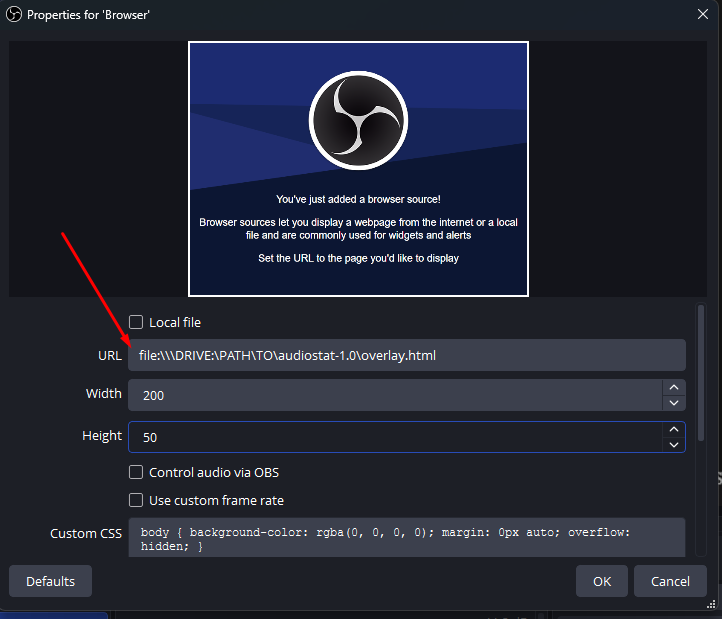 Properties for 'Browser'
You've just added a browser source!
Browser sources let you display a webpage from the internet or a local
file and are commonly used for widgets and alerts
Set the URL to the page you'd like to display
Local file
URL
file:\\\DRIVE:\PATH\TO\audiostat-1.0\overlay.html
Width
200
Height
50
Control audio via OBS
Use custom frame rate
Custom CSS
body { background-color: rgba(0, 0, 0, 0); margin: 0px auto; overflow:
hidden; }
Defaults
OK
Cancel